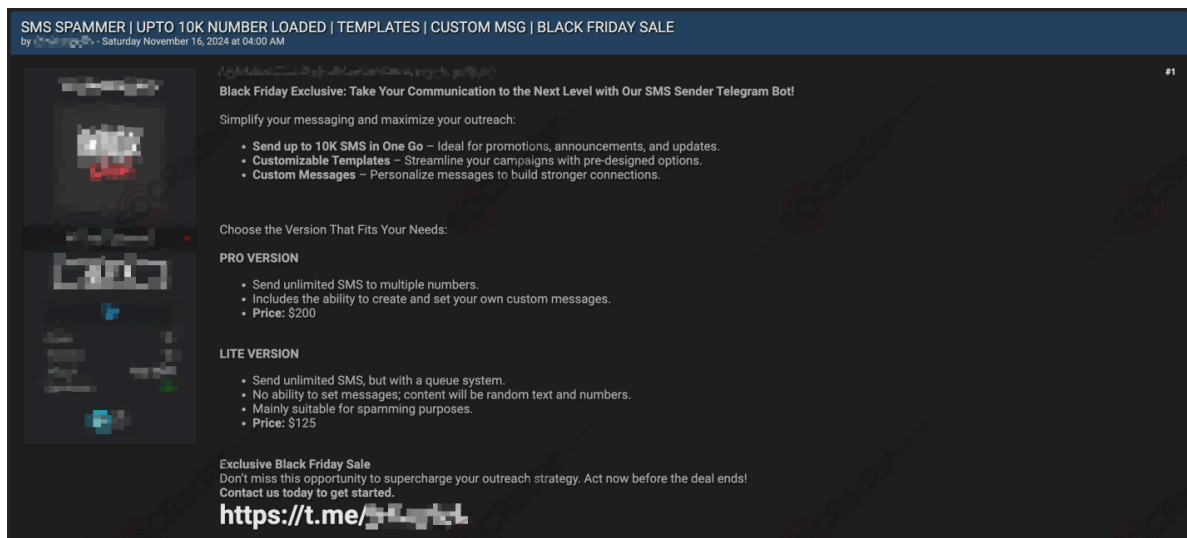 SMS SPAMMER | UPTO 10K NUMBER LOADED | TEMPLATES | CUSTOM MSG | BLACK FRIDAY SALE
by - Saturday November 16, 2024 at 04:00 AM
#1
Black Friday Exclusive: Take Your Communication to the Next Level with Our SMS Sender Telegram Bot!
Simplify your messaging and maximize your outreach:
• Send up to 10K SMS in One Go – Ideal for promotions, announcements, and updates.
• Customizable Templates – Streamline your campaigns with pre-designed options.
• Custom Messages – Personalize messages to build stronger connections.
Choose the Version That Fits Your Needs:
PRO VERSION
• Send unlimited SMS to multiple numbers.
• Includes the ability to create and set your own custom messages.
• Price: $200
LITE VERSION
• Send unlimited SMS, but with a queue system.
• No ability to set messages; content will be random text and numbers.
• Mainly suitable for spamming purposes.
• Price: $125
Exclusive Black Friday Sale
Don't miss this opportunity to supercharge your outreach strategy. Act now before the deal ends!
Contact us today to get started.
https://t.me/
SOCRadar
SOCRadar
SOCRadar
SOCRadar